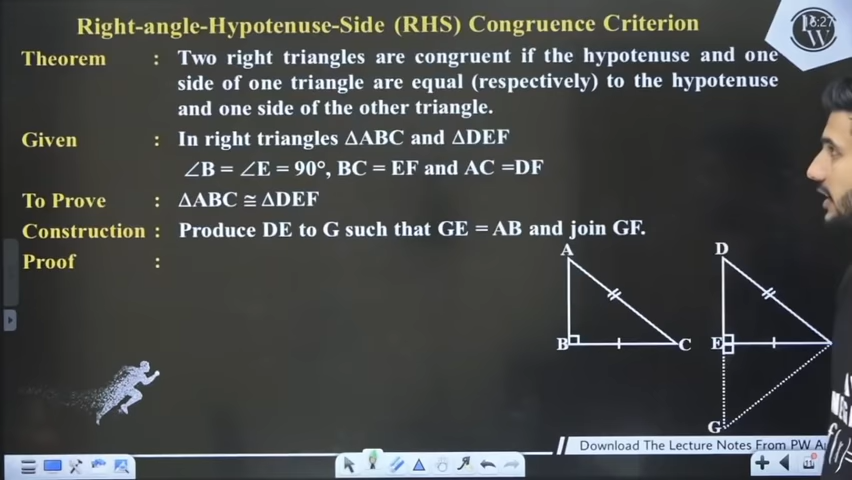 Right-angle-Hypotenuse-Side (RHS) Congruence Criterion
16:27
Theorem : Two right triangles are congruent if the hypotenuse and one
side of one triangle are equal (respectively) to the hypotenuse
and one side of the other triangle.
Given : In right triangles ΔABC and ΔDEF
∠B = ∠E = 90°, BC = EF and AC =DF
To Prove : ΔABC ≅ ΔDEF
Construction : Produce DE to G such that GE = AB and join GF.
Proof :
A
D
B
C
E
G
Download The Lecture Notes From PW